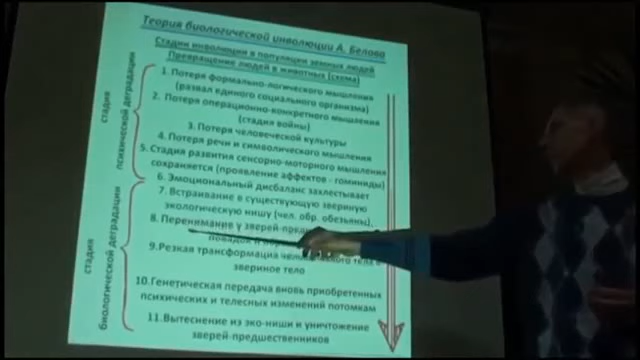 Теория биологической инволюции А. Белова
Стадии инволюции в популяции земных людей
Превращение людей в животных (схема)
1. Потеря формально-логического мышления
(развал единого социального организма)
2. Потеря операционно-конкретного мышления
(стадия войны)
3. Потеря человеческой культуры
4. Потеря речи и символического мышления
5. Стадия развития сенсорно-моторного мышления
сохраняется (проявление аффектов - гоминиды)
6. Эмоциональный дисбаланс захлестывает
7. Встраивание в существующую звериную
экологическую нишу (чел. обр. обезьяны).
8. Перенимание у зверей
повадок и
9.Резкая трансформация тела в
звериное тело
10.Генетическая передача вновь приобретенных
психических и телесных изменений потомкам
11.Вытеснение из эко-ниши и уничтожение
зверей-предшественников
стадия
психической деградации
стадия
биологической деградации